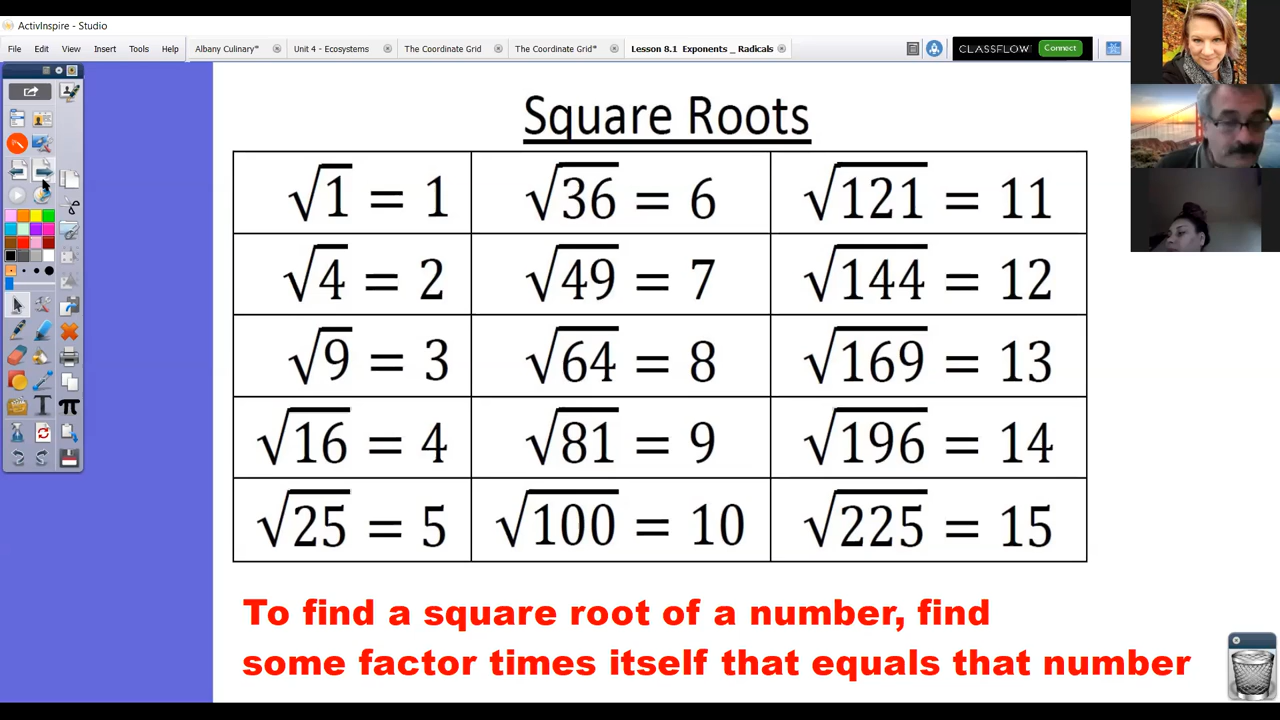 ActivInspire - Studio
File Edit View Insert Tools Help
Albany Culinary* Unit 4 - Ecosystems The Coordinate Grid The Coordinate Grid* Lesson 8.1 Exponents _ Radicals
CLASSFLOW Connect
Square Roots
√1 = 1 √36 = 6 √121 = 11
√4 = 2 √49 = 7 √144 = 12
√9 = 3 √64 = 8 √169 = 13
√16 = 4 √81 = 9 √196 = 14
√25 = 5 √100 = 10 √225 = 15
To find a square root of a number, find
some factor times itself that equals that number